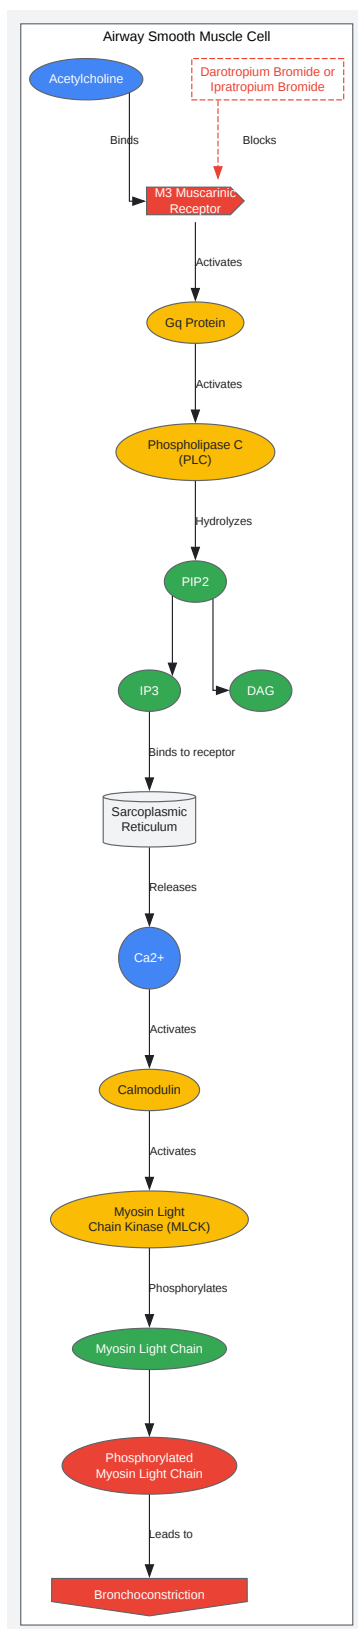 Airway Smooth Muscle Cell
Acetylcholine
Darotropium Bromide or
Ipratropium Bromide
Binds
Blocks
M3 Muscarinic
Receptor
Activates
Gq Protein
Activates
Phospholipase C
(PLC)
Hydrolyzes
PIP2
IP3
DAG
Binds to receptor
Sarcoplasmic
Reticulum
Releases
Ca2+
Activates
Calmodulin
Activates
Myosin Light
Chain Kinase (MLCK)
Phosphorylates
Myosin Light Chain
Phosphorylated
Myosin Light Chain
Leads to
Bronchoconstriction